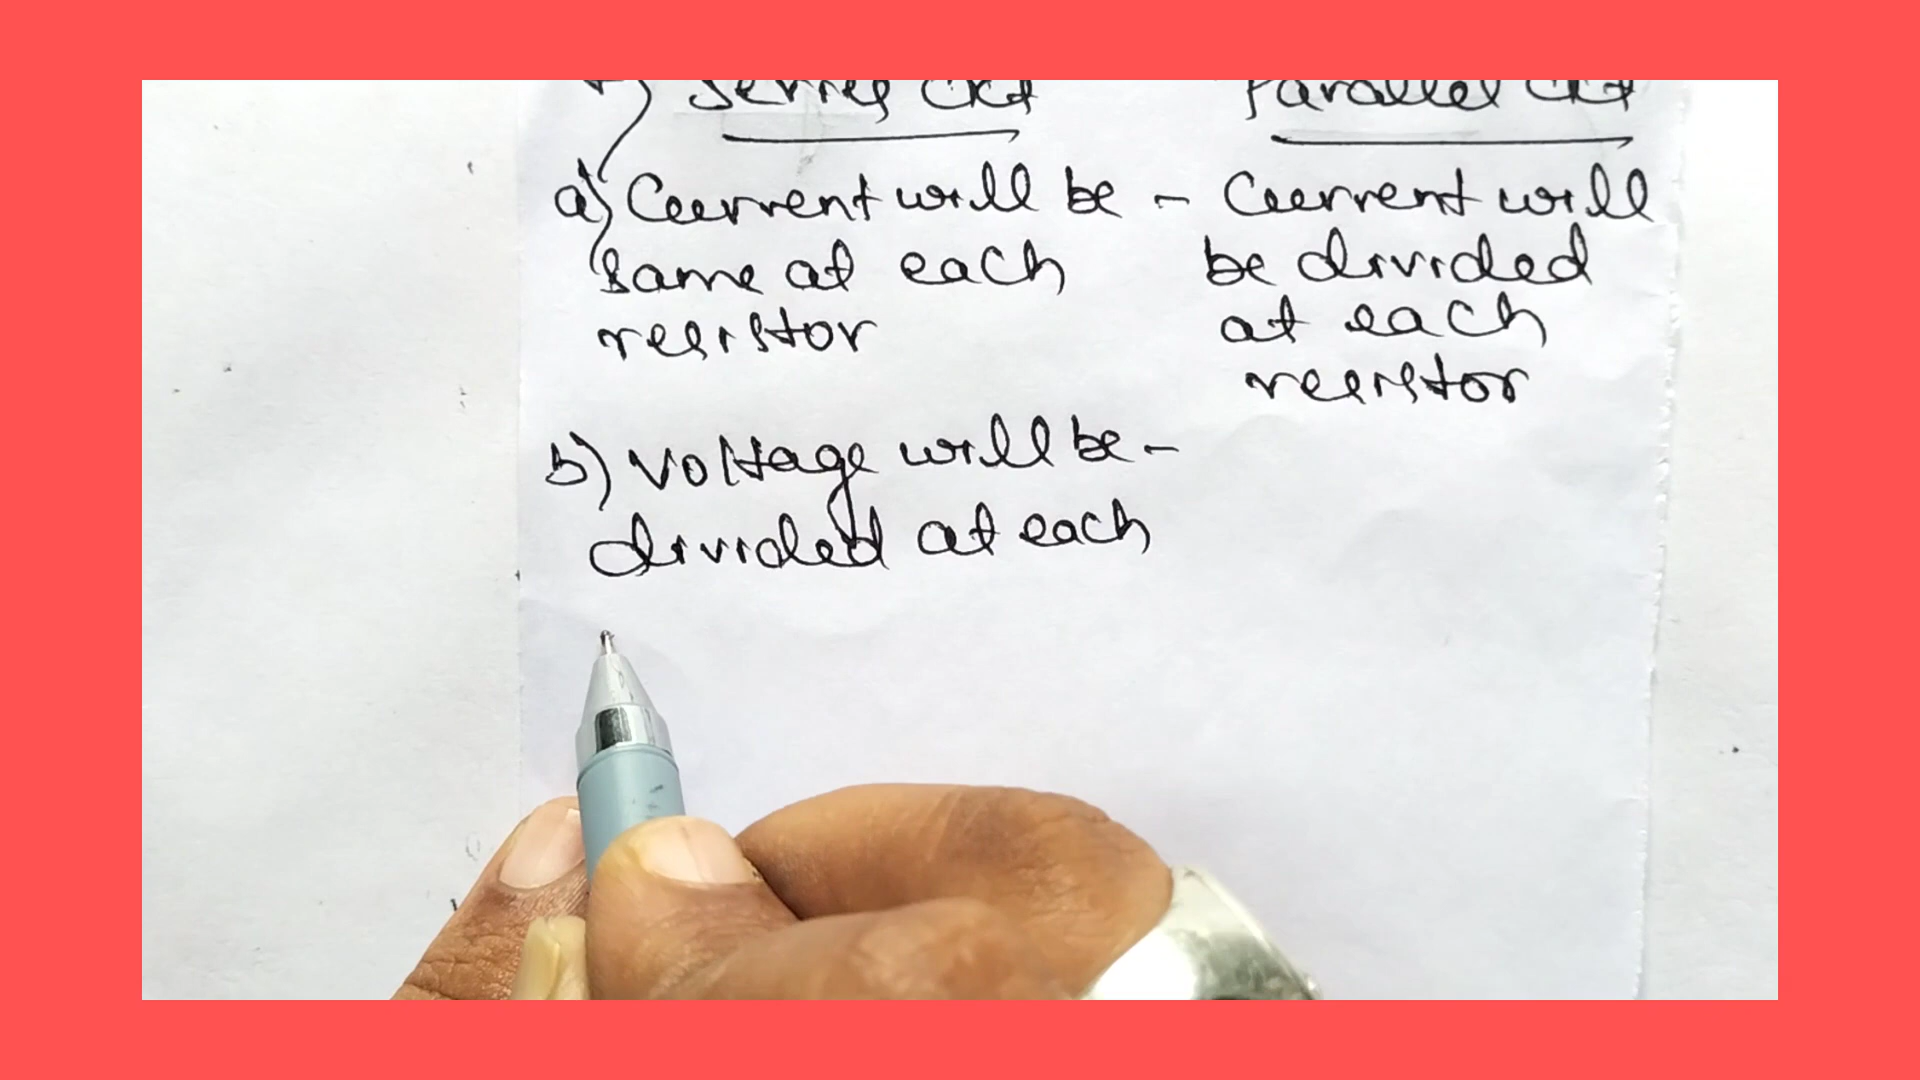 Series Ckt
Parallel Ckt
a) Current will be -
same at each
resistor
Current will
be divided
at each
resistor
b) Voltage will be -
divided at each